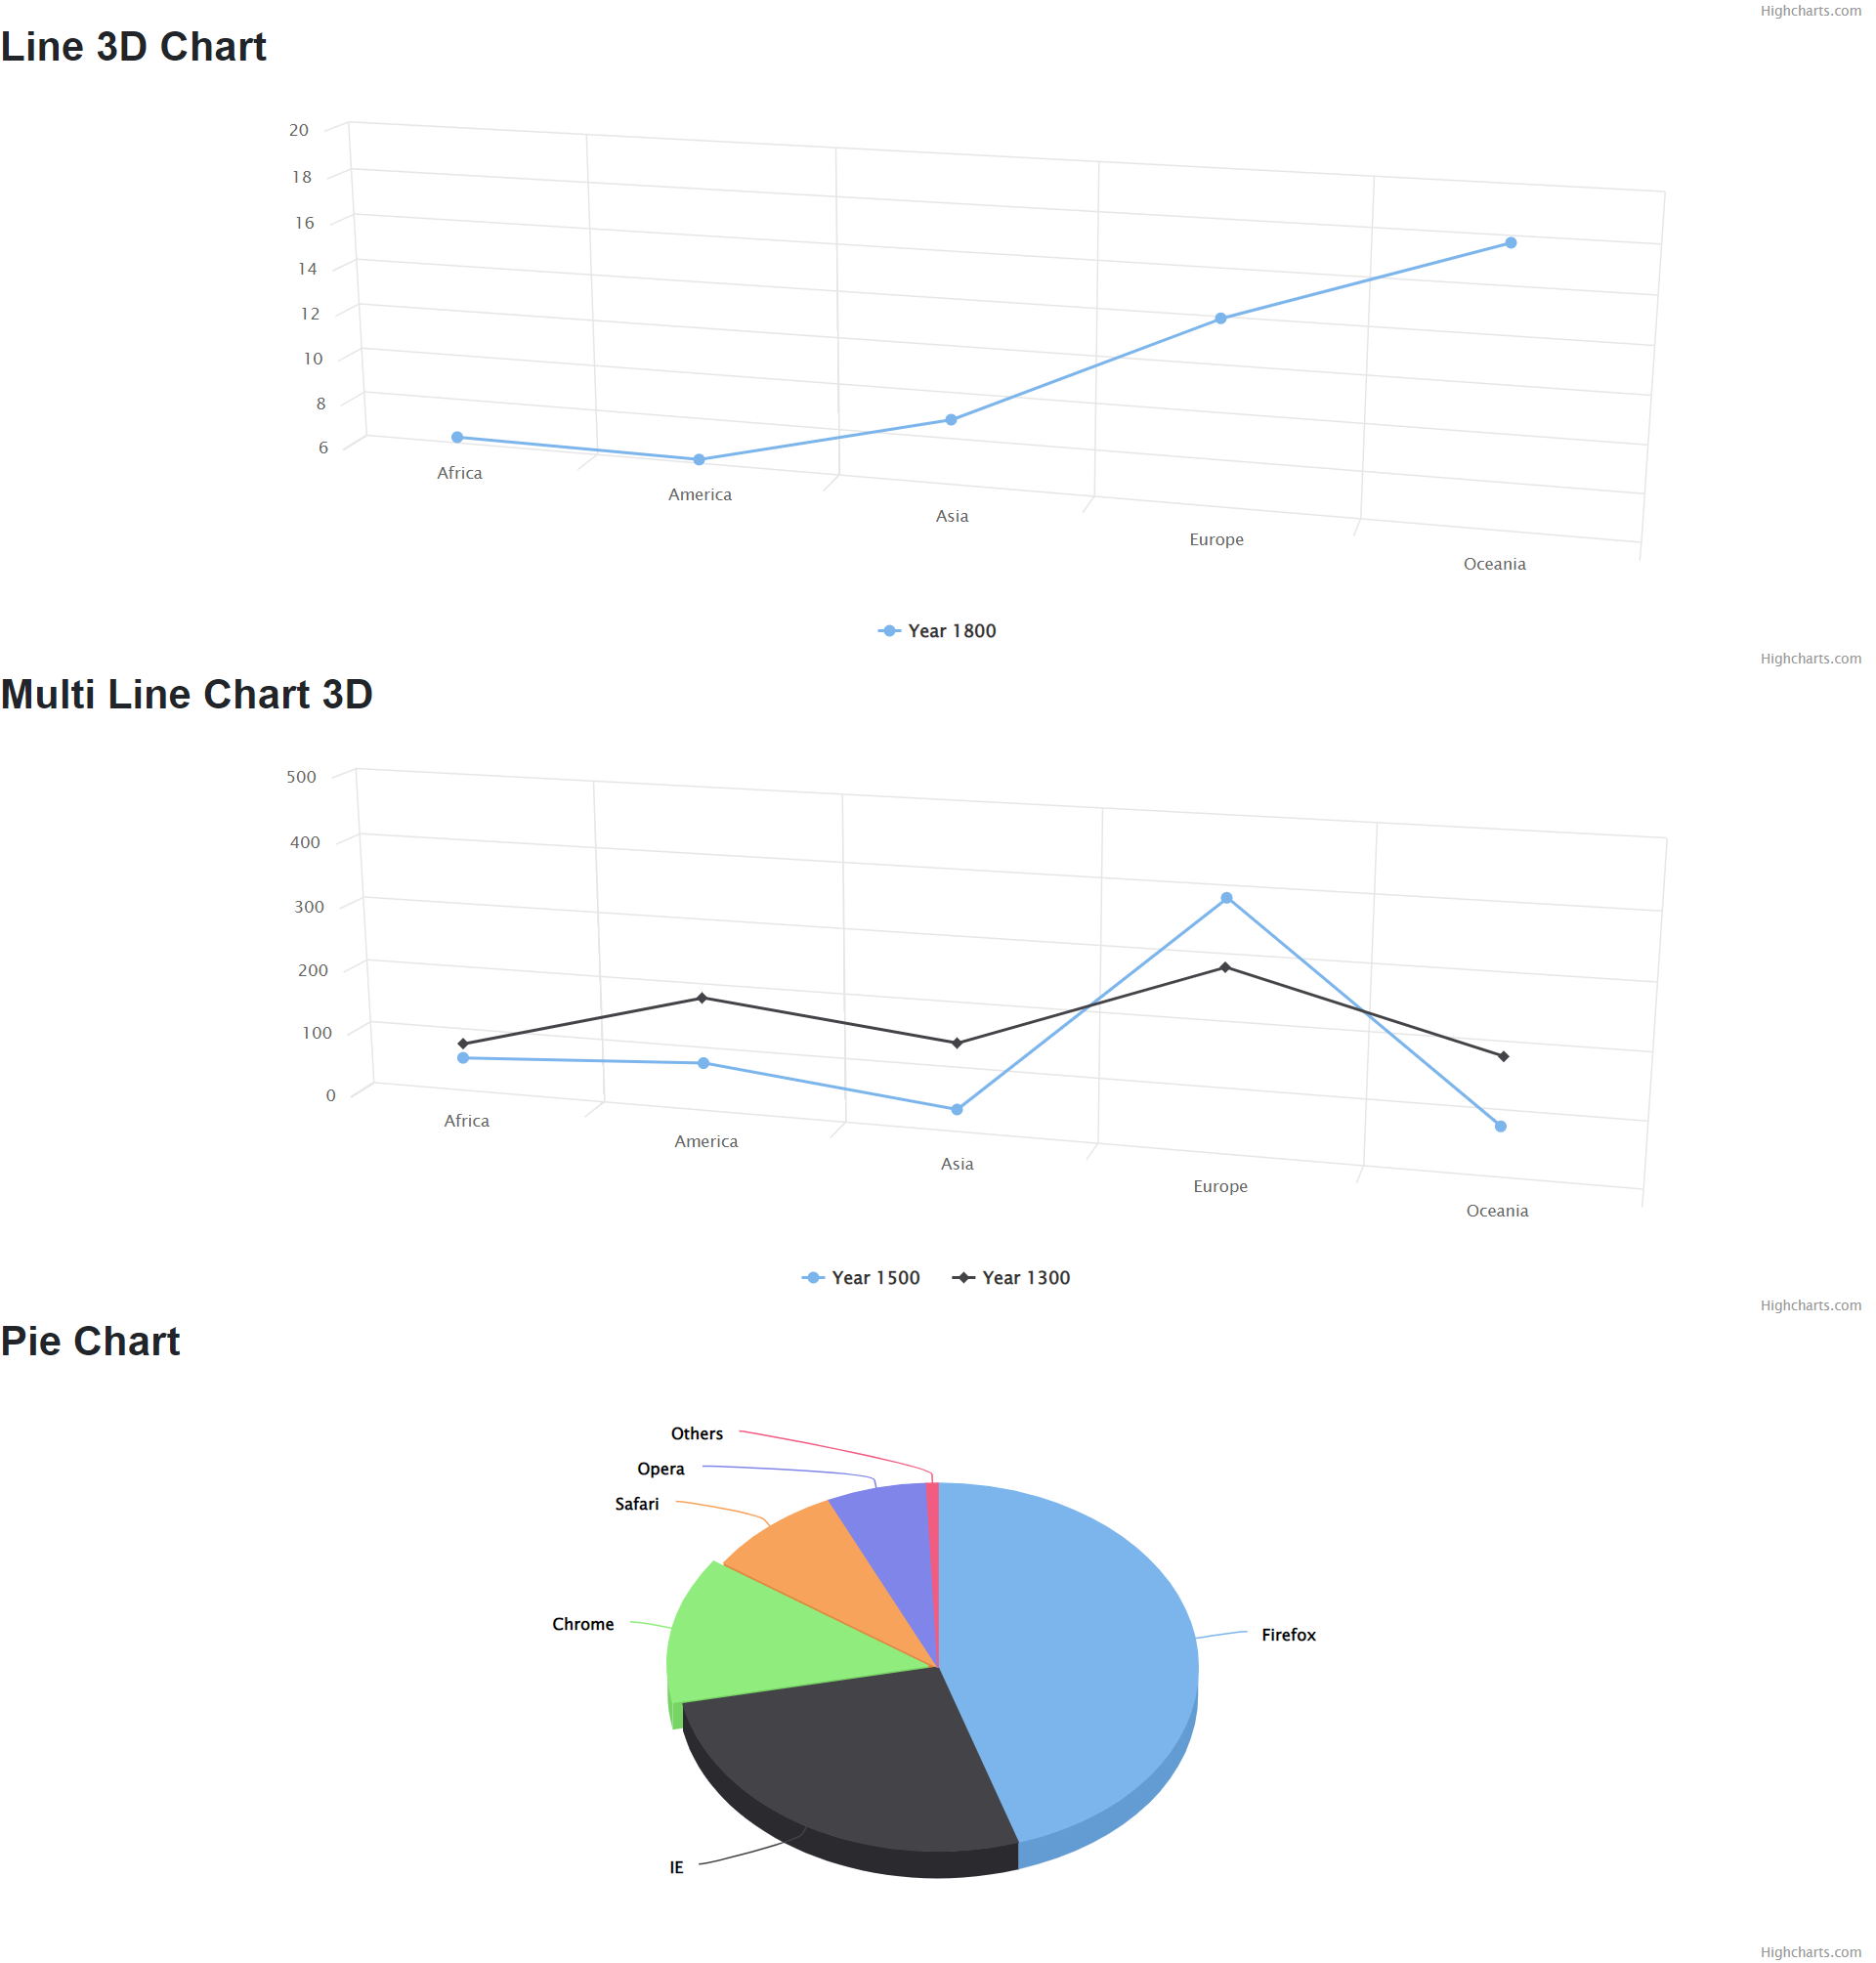 Highcharts.com
Line 3D Chart
20
18
16
14
12
10
8
6
Africa
America
Asia
Europe
Oceania
Year 1800
Highcharts.com
Multi Line Chart 3D
500
400
300
200
100
0
Africa
America
Asia
Europe
Oceania
Year 1500 Year 1300
Highcharts.com
Pie Chart
Others
Opera
Safari
Chrome
Firefox
IE
Highcharts.com